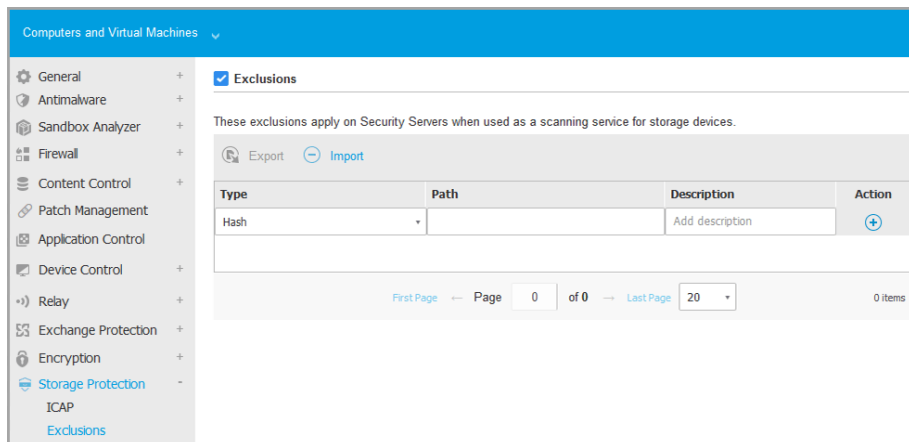 Computers and Virtual Machines
General +
Antimalware +
Sandbox Analyzer +
Firewall +
Content Control +
Patch Management
Application Control
Device Control +
Relay +
Exchange Protection +
Encryption +
Storage Protection -
ICAP
Exclusions
Exclusions
These exclusions apply on Security Servers when used as a scanning service for storage devices.
Export Import
Type Path Description Action
Hash Add description
First Page ← Page 0 of 0 → Last Page 20 0 items